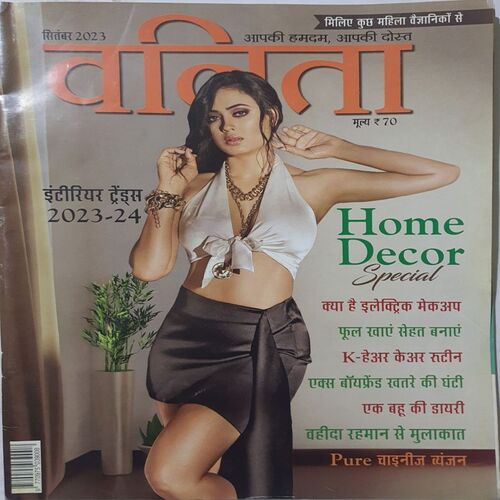 मिलिए कुछ महिला वैज्ञानिकों से
सितंबर 2023
आपकी हमदम, आपकी दोस्त
वनिता
मूल्य ₹ 70
इंटीरियर ट्रेंड्स
2023-24
Home
Decor
Special
क्या है इलेक्ट्रिक मेकअप
फूल खाएं सेहत बनाएं
K-हेअर केअर रूटीन
एक्स बॉयफ्रेंड खतरे की घंटी
एक बहू की डायरी
वहीदा रहमान से मुलाकात
Pure चाइनीज व्यंजन